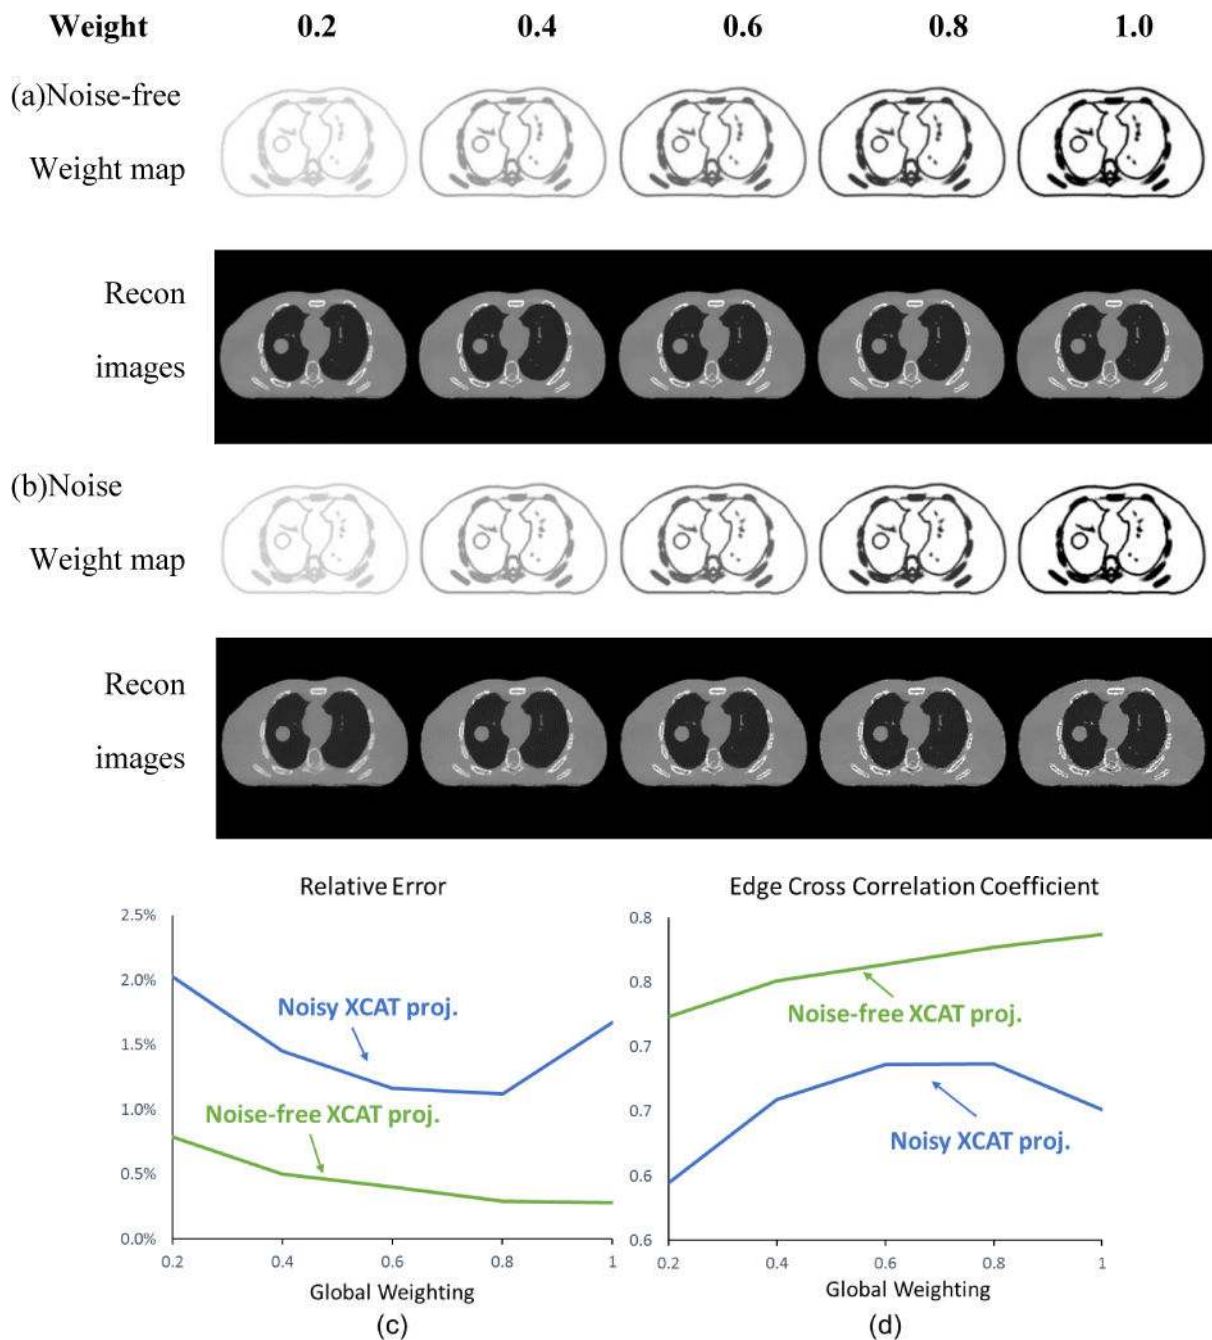 Weight 0.2 0.4 0.6 0.8 1.0
(a)Noise-free
Weight map
Recon
images
(b)Noise
Weight map
Recon
images
Relative Error
2.5%
2.0%
1.5%
1.0%
0.5%
0.0%
Noisy XCAT proj.
Noise-free XCAT proj.
0.2 0.4 0.6 0.8 1
Global Weighting
(c)
Edge Cross Correlation Coefficient
0.8
0.8
0.7
0.7
0.6
0.6
Noise-free XCAT proj.
Noisy XCAT proj.
0.2 0.4 0.6 0.8 1
Global Weighting
(d)